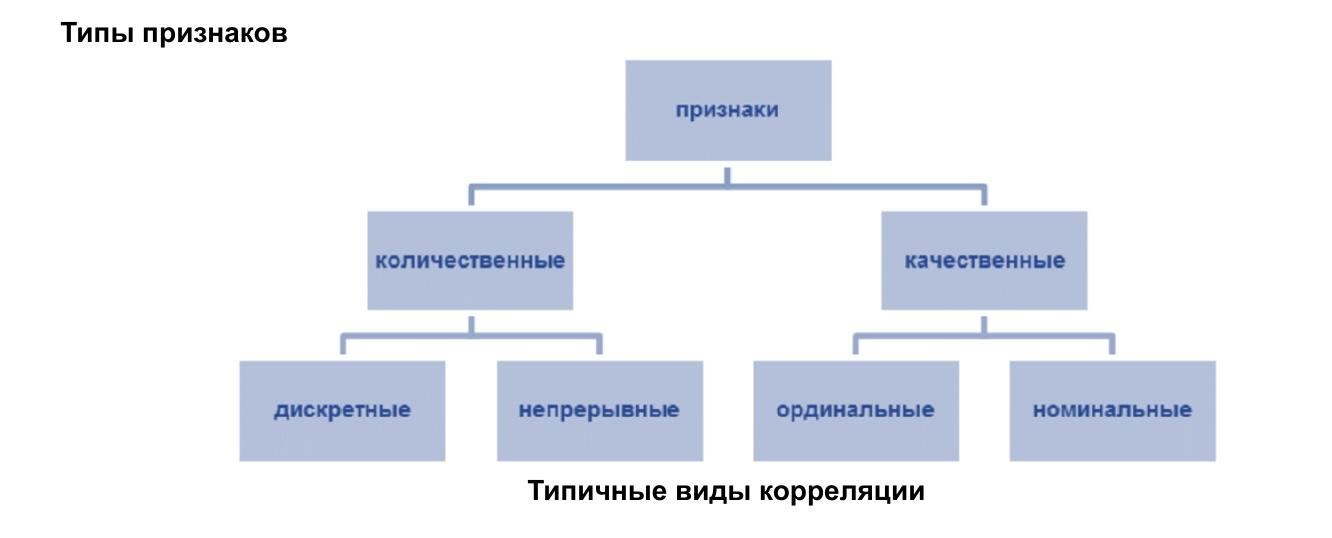 Типы признаков
признаки
количественные
качественные
дискретные
непрерывные
ординальные
номинальные
Типичные виды корреляции